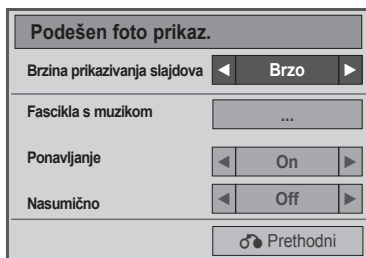 Podešen foto prikaz.
Brzina prikazivanja slajdova ◄ Brzo ►
Fascikla s muzikom ...
Ponavljanje ◄ On ►
Nasumično ◄ Off ►
Prethodni